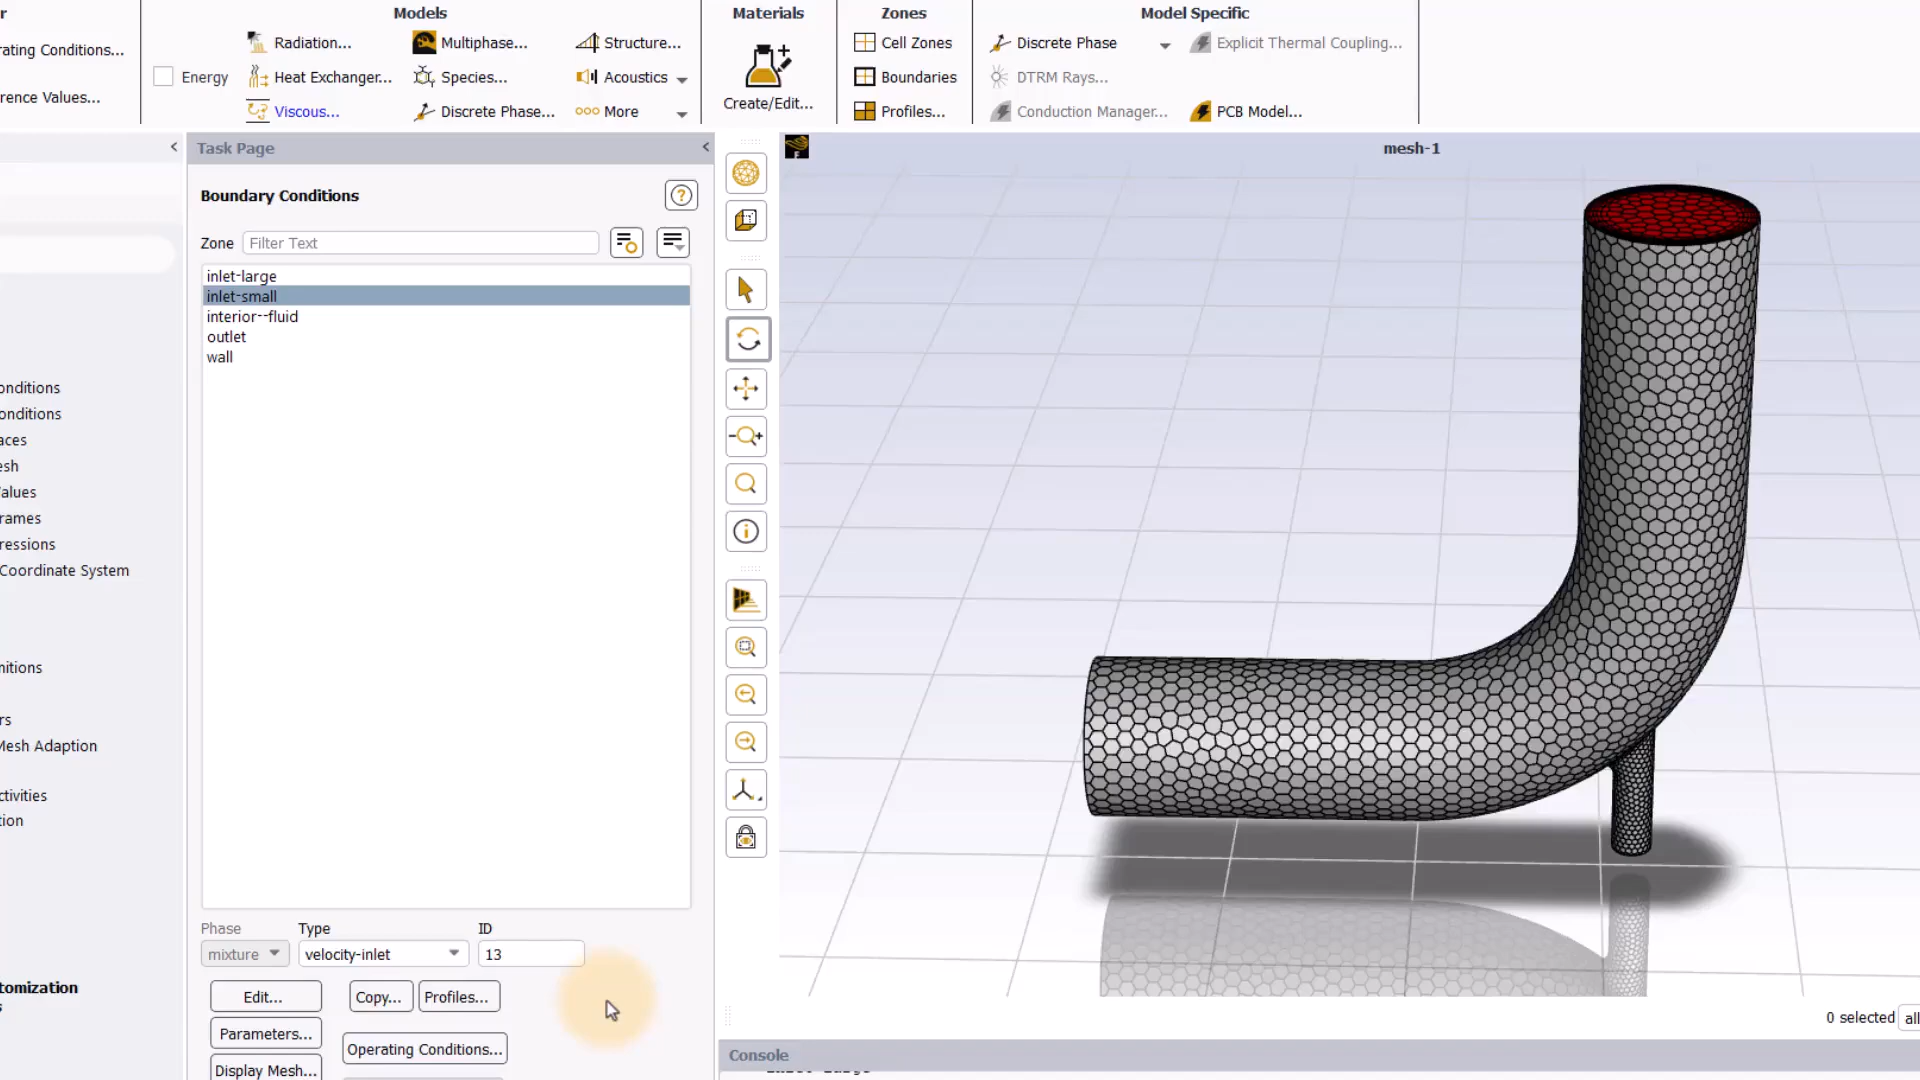 r
Models
Materials
Zones
Model Specific
rating Conditions...
Radiation...
Multiphase...
Structure...
Cell Zones
Discrete Phase
Explicit Thermal Coupling...
Energy
Heat Exchanger...
Species...
Acoustics
Boundaries
DTRM Rays...
rence Values...
Viscous...
Discrete Phase...
More
Create/Edit...
Profiles...
Conduction Manager...
PCB Model...
<
Task Page
<
F
mesh-1
Boundary Conditions
?
Zone
Filter Text
inlet-large
inlet-small
interior--fluid
outlet
wall
onditions
onditions
aces
esh
alues
rames
ressions
Coordinate System
nitions
rs
Mesh Adaption
ctivities
tion
tomization
s
Phase
Type
ID
mixture
velocity-inlet
13
Edit...
Copy...
Profiles...
Parameters...
Operating Conditions...
Display Mesh...
0 selected
all
Console